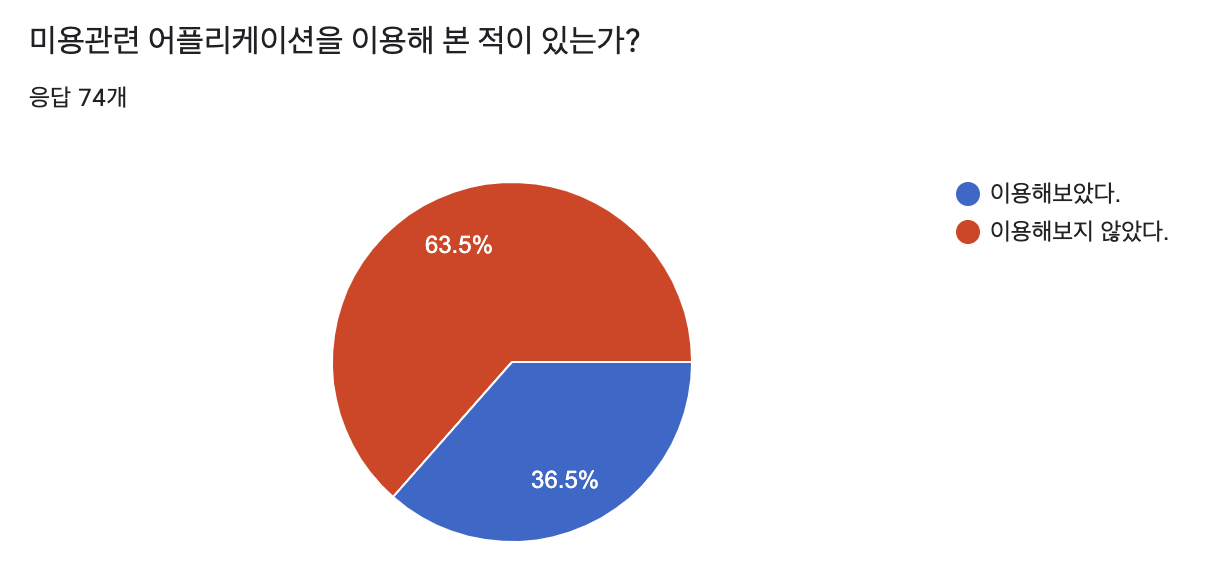 미용관련 어플리케이션을 이용해 본 적이 있는가?
응답 74개
이용해보았다.
이용해보지 않았다.
63.5%
36.5%